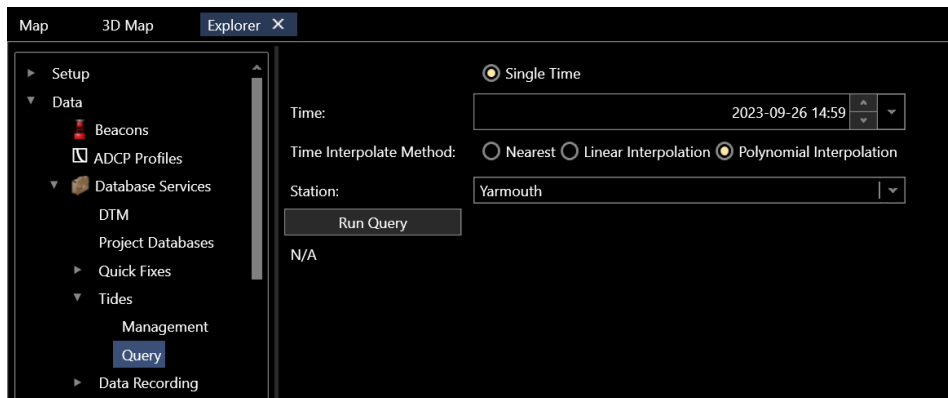 Map 3D Map Explorer
Setup
Data
Beacons
ADCP Profiles
Database Services
DTM
Project Databases
Quick Fixes
Tides
Management
Query
Data Recording
Single Time
Time: 2023-09-26 14:59
Time Interpolate Method: Nearest Linear Interpolation Polynomial Interpolation
Station: Yarmouth
Run Query
N/A